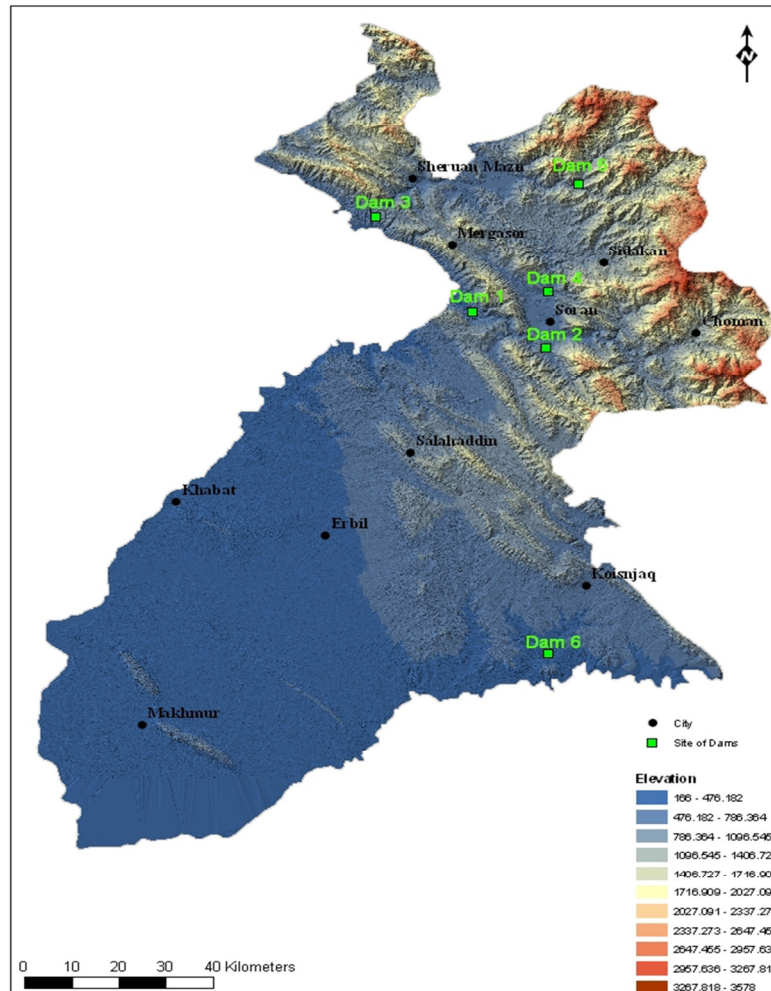 N
Sheruan Mazn
Dam 5
Dam 3
Mergasor
Sidakan
Dam 4
Dam 1
Soran
Choman
Dam 2
Salahaddin
Khabat
Erbil
Koisnjaq
Dam 6
Makhmur
City
Site of Dams
Elevation
166 - 476.182
476.182 - 786.364
786.364 - 1096.545
1096.545 - 1406.72
1406.727 - 1716.90
1716.909 - 2027.09
2027.091 - 2337.27
2337.273 - 2647.45
2647.455 - 2957.63
2957.636 - 3267.81
3267.818 - 3578
0 10 20 30 40 Kilometers